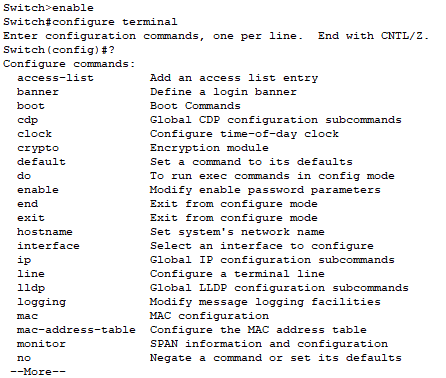 Switch>enable
Switch#configure terminal
Enter configuration commands, one per line.  End with CNTL/Z.
Switch(config)#?
Configure commands:
  access-list        Add an access list entry
  banner             Define a login banner
  boot               Boot Commands
  cdp                Global CDP configuration subcommands
  clock              Configure time-of-day clock
  crypto             Encryption module
  default            Set a command to its defaults
  do                 To run exec commands in config mode
  enable             Modify enable password parameters
  end                Exit from configure mode
  exit               Exit from configure mode
  hostname           Set system's network name
  interface          Select an interface to configure
  ip                 Global IP configuration subcommands
  line               Configure a terminal line
  lldp               Global LLDP configuration subcommands
  logging            Modify message logging facilities
  mac                MAC configuration
  mac-address-table  Configure the MAC address table
  monitor            SPAN information and configuration
  no                 Negate a command or set its defaults
 --More--